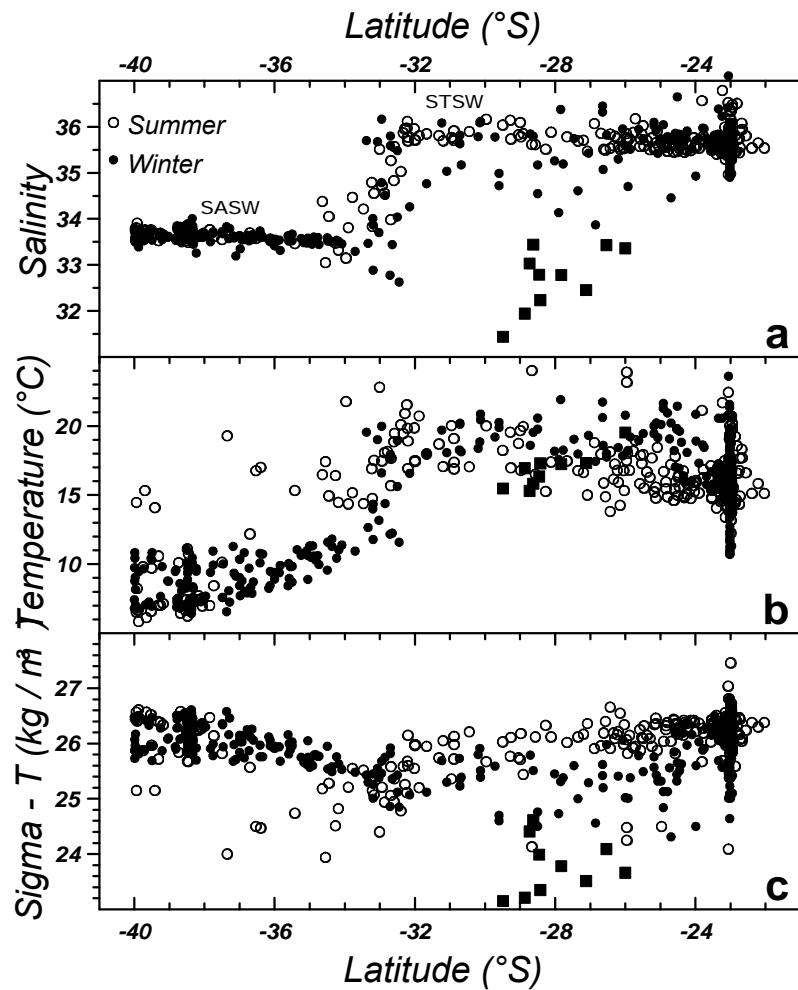 Latitude (°S)
-40 -36 -32 -28 -24
STSW
Summer
Winter
SASW
36
35
34
33
32
Salinity
a
20
15
10
Temperature (°C)
b
27
26
25
24
Sigma - T (kg / m³)
c
-40 -36 -32 -28 -24
Latitude (°S)